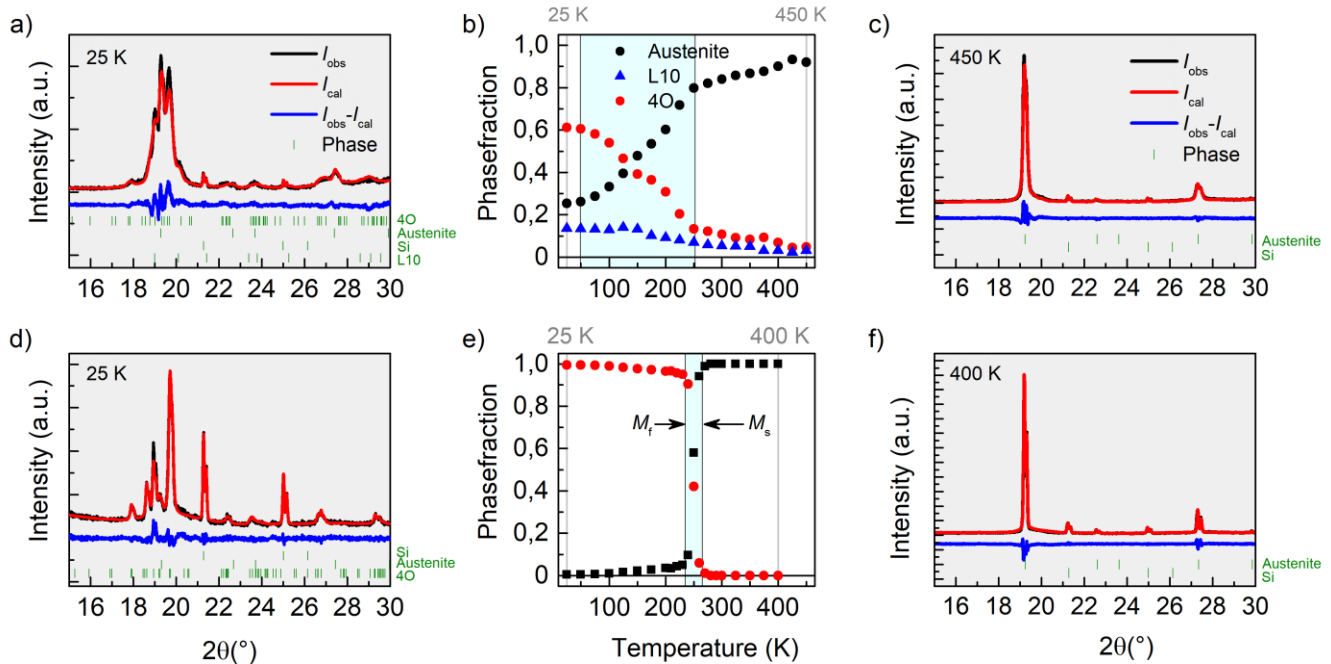 a)
25 K
I_obs
I_cal
I_obs-I_cal
Phase
Intensity (a.u.)
4O
Austenite
Si
L10
16 18 20 22 24 26 28 30
b)
25 K
450 K
Austenite
L10
4O
Phasefraction
1,0
0,8
0,6
0,4
0,2
0
100 200 300 400
c)
450 K
I_obs
I_cal
I_obs-I_cal
Phase
Intensity (a.u.)
Austenite
Si
16 18 20 22 24 26 28 30
d)
25 K
Intensity (a.u.)
Si
Austenite
4O
16 18 20 22 24 26 28 30
2θ(°)
e)
25 K
400 K
M_f
M_s
Phasefraction
1,0
0,8
0,6
0,4
0,2
0
100 200 300 400
Temperature (K)
f)
400 K
Intensity (a.u.)
Austenite
Si
16 18 20 22 24 26 28 30
2θ(°)